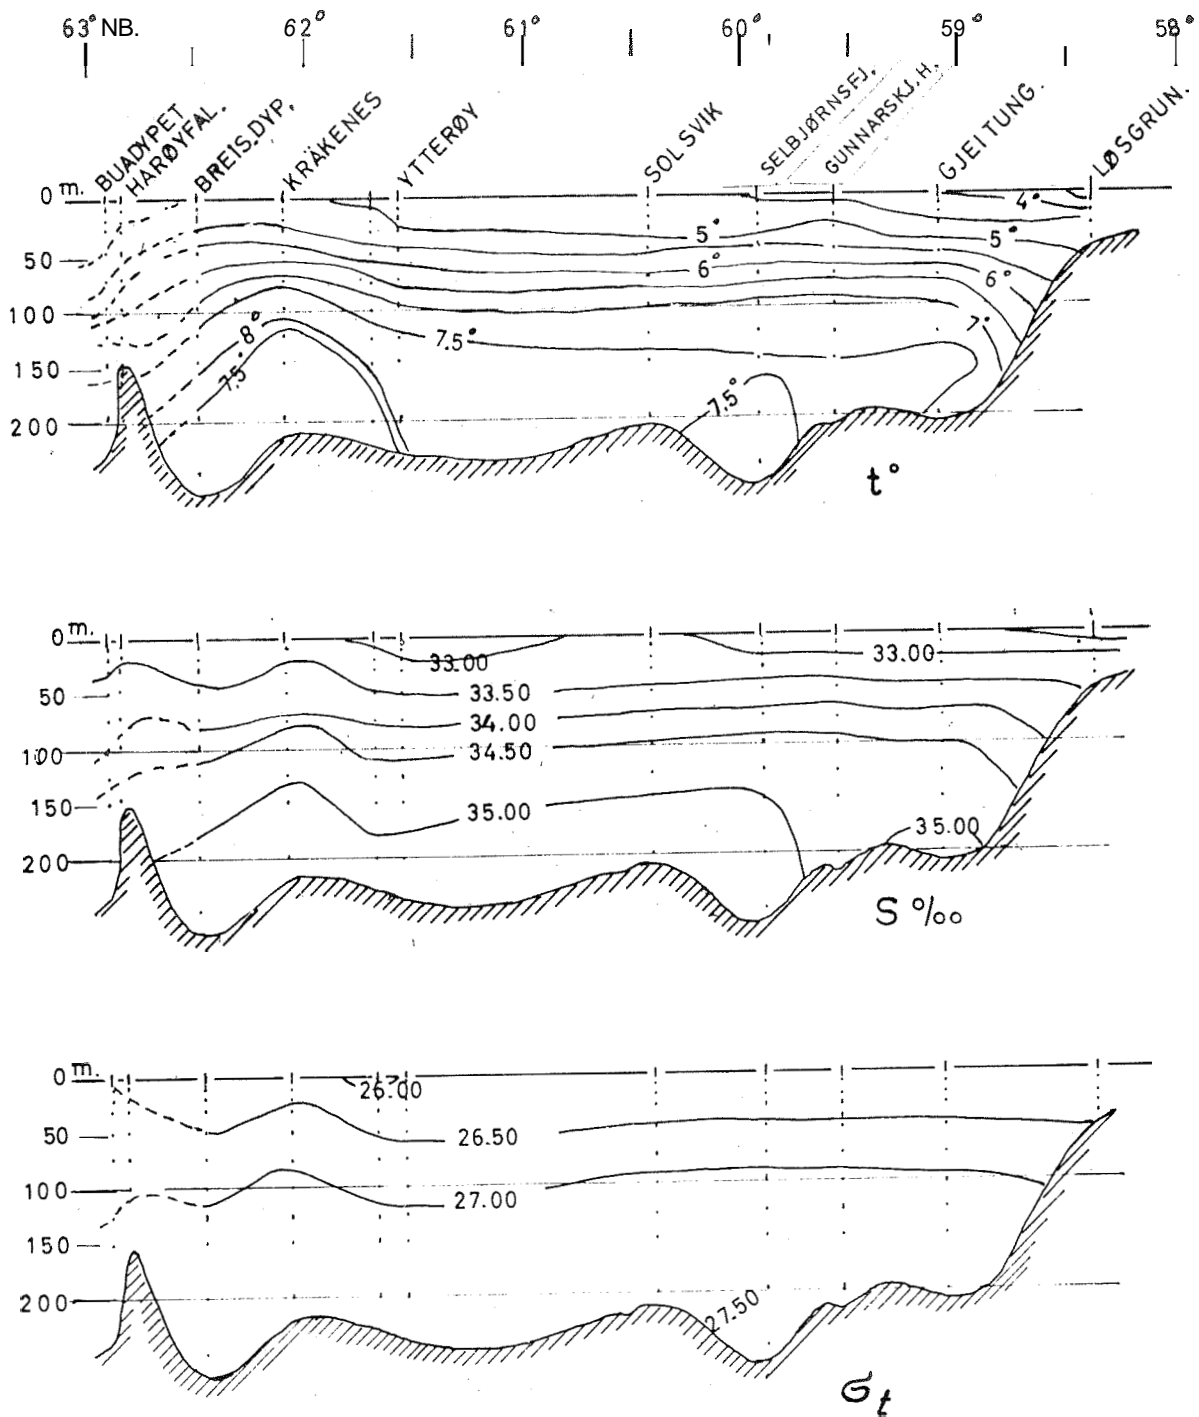 63° NB. 62° 61° 60° 59° 58°
BUADYPET
HARØYFAL.
BREIS.DYP.
KRÄKENES
YTTERØY
SOLSVIK
SELBJØRNSFJ.
GUNNARSKJ. H.
GJEITUNG.
LØSGRUN.
0 m.
4°
5° 5°
50
6° 6°
100
8° 7.5° 7°
150
7.5° 7.5°
200
t°
0 m.
33.00 33.00
50 33.50
34.00
100 34.50
150 35.00
35.00
200
S ‰
0 m.
26.00
50 26.50
100 27.00
150
200 27.50
σt